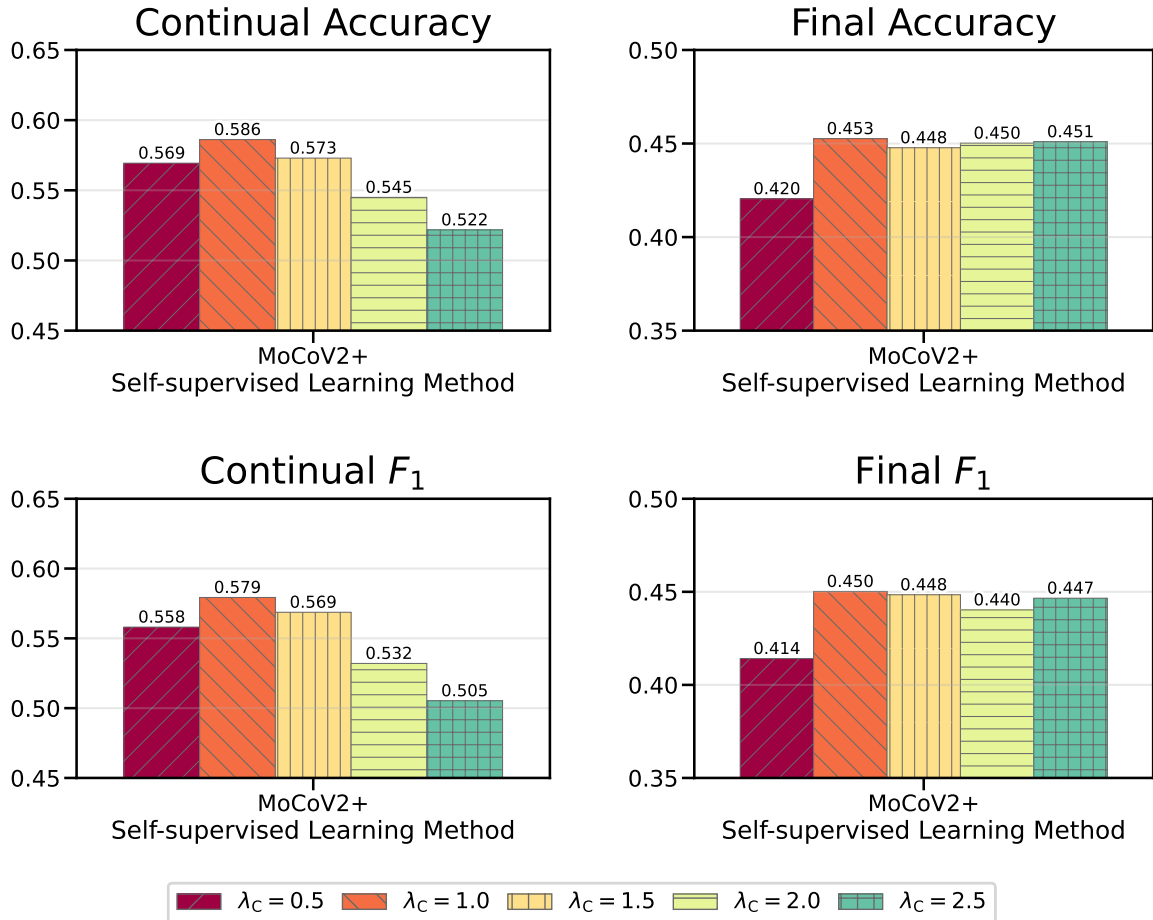 Continual Accuracy
0.65
0.60
0.55
0.50
0.45
0.569
0.586
0.573
0.545
0.522
MoCoV2+
Self-supervised Learning Method
Final Accuracy
0.50
0.45
0.40
0.35
0.420
0.453
0.448
0.450
0.451
MoCoV2+
Self-supervised Learning Method
Continual F₁
0.65
0.60
0.55
0.50
0.45
0.558
0.579
0.569
0.532
0.505
MoCoV2+
Self-supervised Learning Method
Final F₁
0.50
0.45
0.40
0.35
0.414
0.450
0.448
0.440
0.447
MoCoV2+
Self-supervised Learning Method
λC = 0.5 λC = 1.0 λC = 1.5 λC = 2.0 λC = 2.5